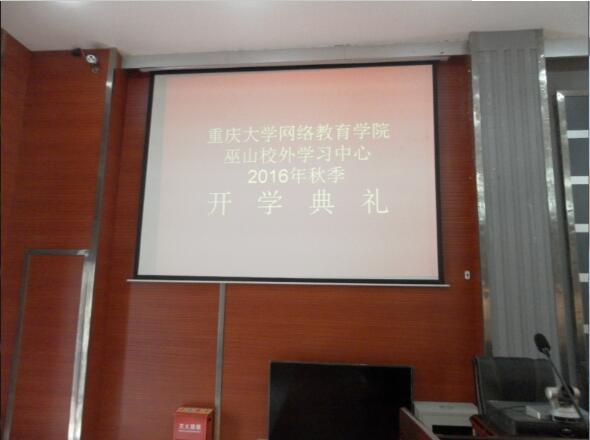 重庆大学网络教育学院
巫山校外学习中心
2016年秋季
开学典礼